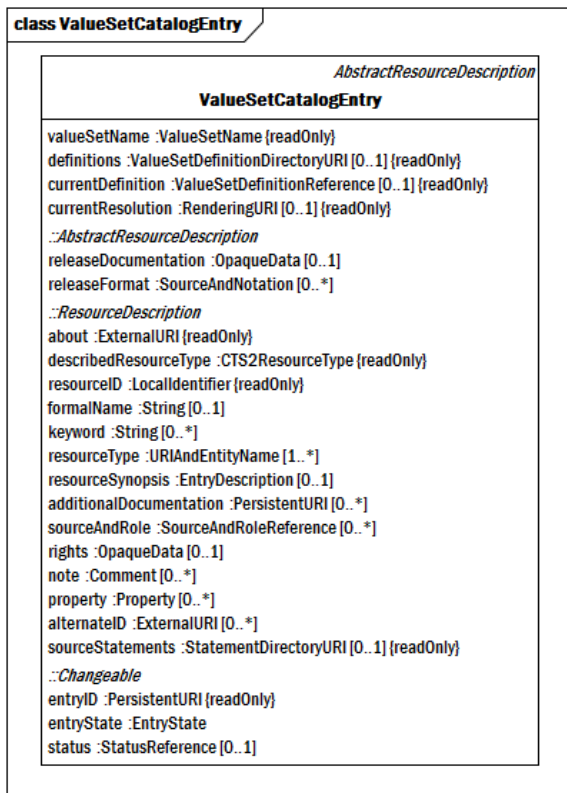 class ValueSetCatalogEntry
AbstractResourceDescription
ValueSetCatalogEntry
valueSetName :ValueSetName {readOnly}
definitions :ValueSetDefinitionDirectoryURI [0..1] {readOnly}
currentDefinition :ValueSetDefinitionReference [0..1] {readOnly}
currentResolution :RenderingURI [0..1] {readOnly}
::AbstractResourceDescription
releaseDocumentation :OpaqueData [0..1]
releaseFormat :SourceAndNotation [0..*]
::ResourceDescription
about :ExternalURI {readOnly}
describedResourceType :CTS2ResourceType {readOnly}
resourceID :LocalIdentifier {readOnly}
formalName :String [0..1]
keyword :String [0..*]
resourceType :URIAndEntityName [1..*]
resourceSynopsis :EntryDescription [0..1]
additionalDocumentation :PersistentURI [0..*]
sourceAndRole :SourceAndRoleReference [0..*]
rights :OpaqueData [0..1]
note :Comment [0..*]
property :Property [0..*]
alternateID :ExternalURI [0..*]
sourceStatements :StatementDirectoryURI [0..1] {readOnly}
::Changeable
entryID :PersistentURI {readOnly}
entryState :EntryState
status :StatusReference [0..1]